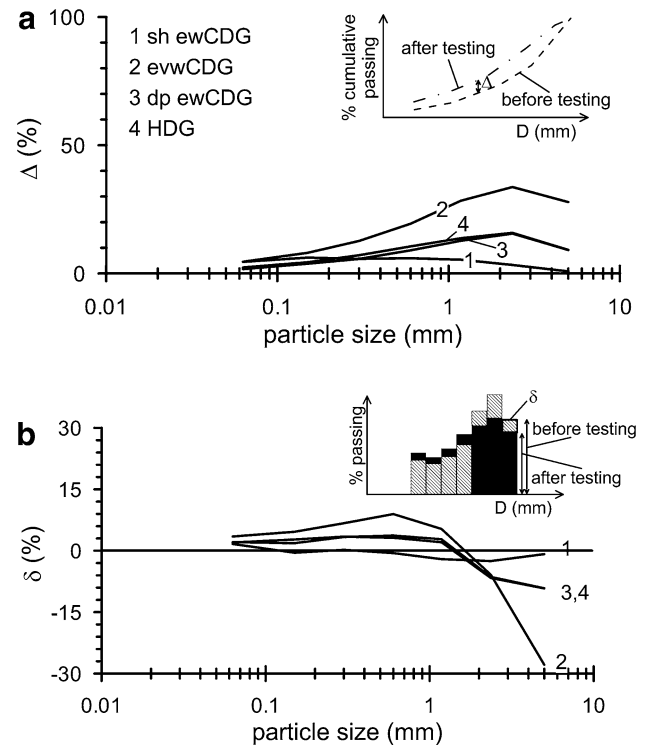 a
100
50
0
Δ (%)
1 sh ewCDG
2 evwCDG
3 dp ewCDG
4 HDG
% cumulative
passing
after testing
Δ
before testing
D (mm)
2
4
3
1
0.01
0.1
1
10
particle size (mm)
b
30
15
0
-15
-30
δ (%)
% passing
δ
before testing
after testing
D (mm)
1
3,4
2
0.01
0.1
1
10
particle size (mm)